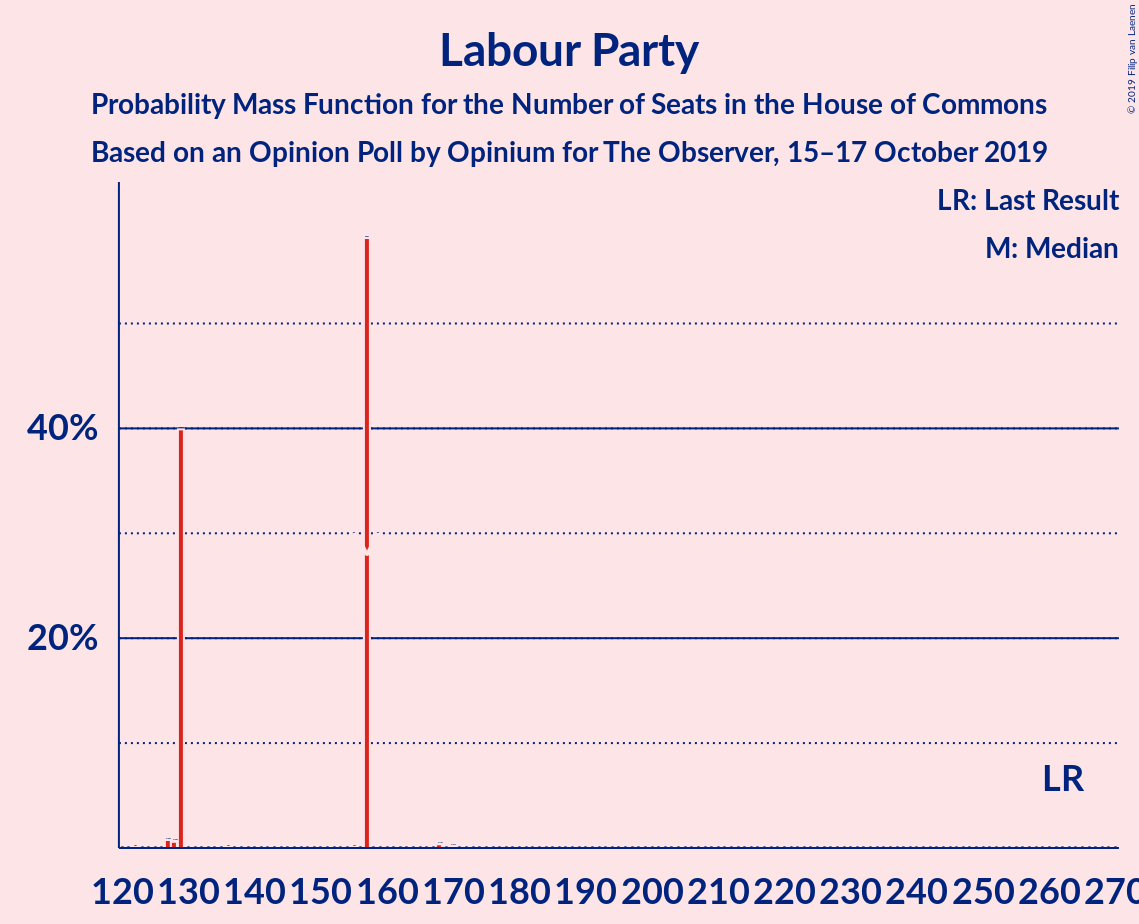 © 2019 Filip van Laenen
Labour Party
Probability Mass Function for the Number of Seats in the House of Commons
Based on an Opinion Poll by Opinium for The Observer, 15–17 October 2019
LR: Last Result
M: Median
40%
20%
LR
120 130 140 150 160 170 180 190 200 210 220 230 240 250 260 270